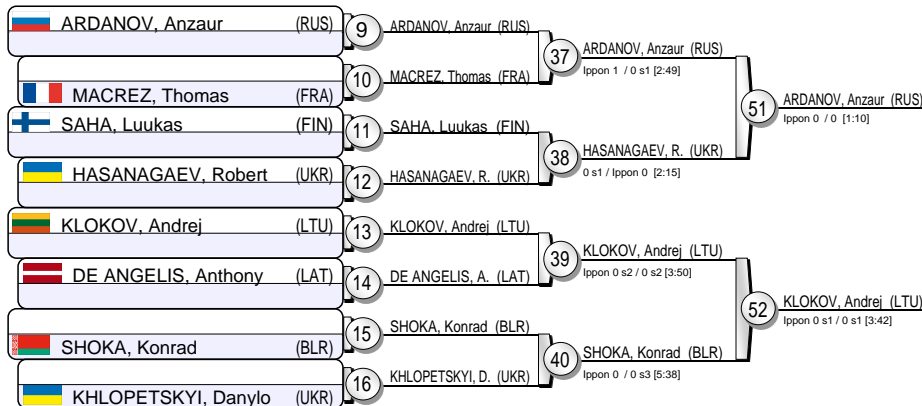 ARDANOV, Anzaur (RUS)
9
ARDANOV, Anzaur (RUS)
37
ARDANOV, Anzaur (RUS)
Ippon 1 / 0 s1 [2:49]
MACREZ, Thomas (FRA)
10
MACREZ, Thomas (FRA)
51
ARDANOV, Anzaur (RUS)
Ippon 0 / 0 [1:10]
SAHA, Luukas (FIN)
11
SAHA, Luukas (FIN)
38
HASANAGAEV, R. (UKR)
0 s1 / Ippon 0 [2:15]
HASANAGAEV, Robert (UKR)
12
HASANAGAEV, R. (UKR)
KLOKOV, Andrej (LTU)
13
KLOKOV, Andrej (LTU)
39
KLOKOV, Andrej (LTU)
Ippon 0 s2 / 0 s2 [3:50]
DE ANGELIS, Anthony (LAT)
14
DE ANGELIS, A. (LAT)
52
KLOKOV, Andrej (LTU)
Ippon 0 s1 / 0 s1 [3:42]
SHOKA, Konrad (BLR)
15
SHOKA, Konrad (BLR)
40
SHOKA, Konrad (BLR)
Ippon 0 / 0 s3 [5:38]
KHLOPETSKYI, Danylo (UKR)
16
KHLOPETSKYI, D. (UKR)